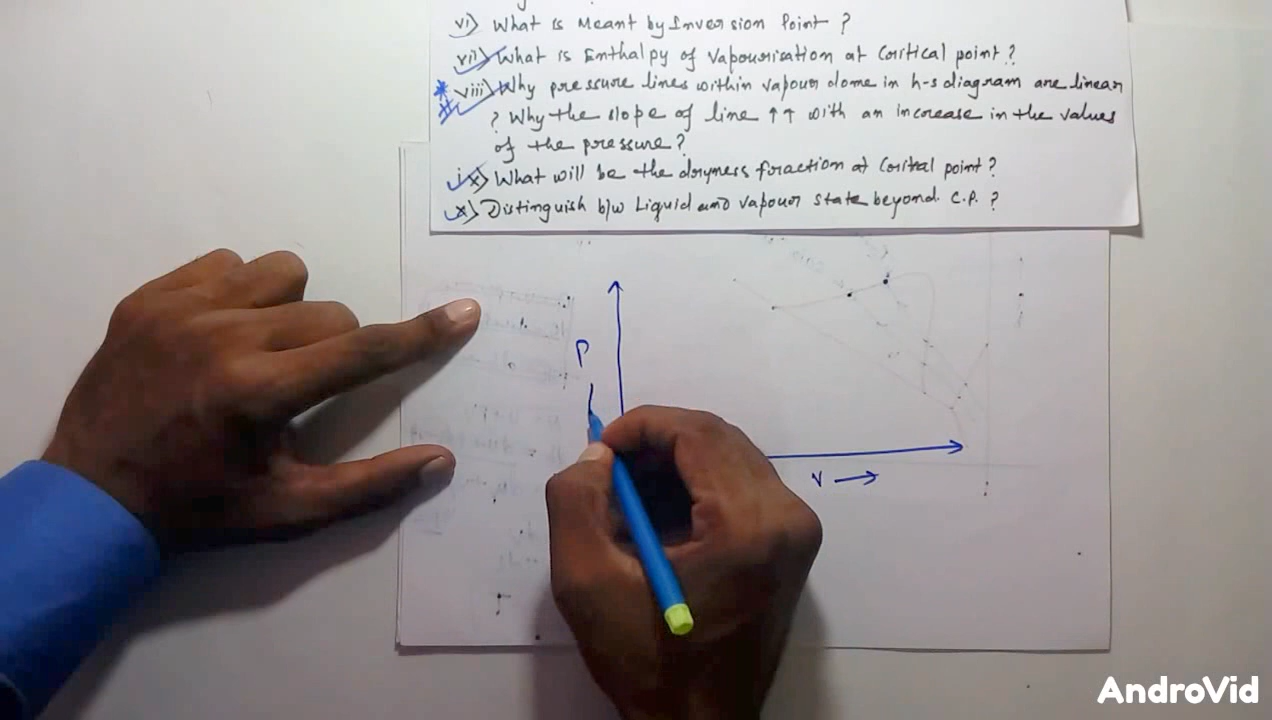 vi) What is Meant by Inversion Point ?
vii) What is Enthalpy of Vapourisation at Coritical point ?
viii) Why pressure lines within vapour dome in h-s diagram are linear
? Why the slope of line ↑↑ with an increase in the values
of the pressure?
ix) What will be the dryness fraction at Coritcal point ?
x) Distinguish b/w Liquid and vapour state beyond C.P. ?
P
V →
AndroVid